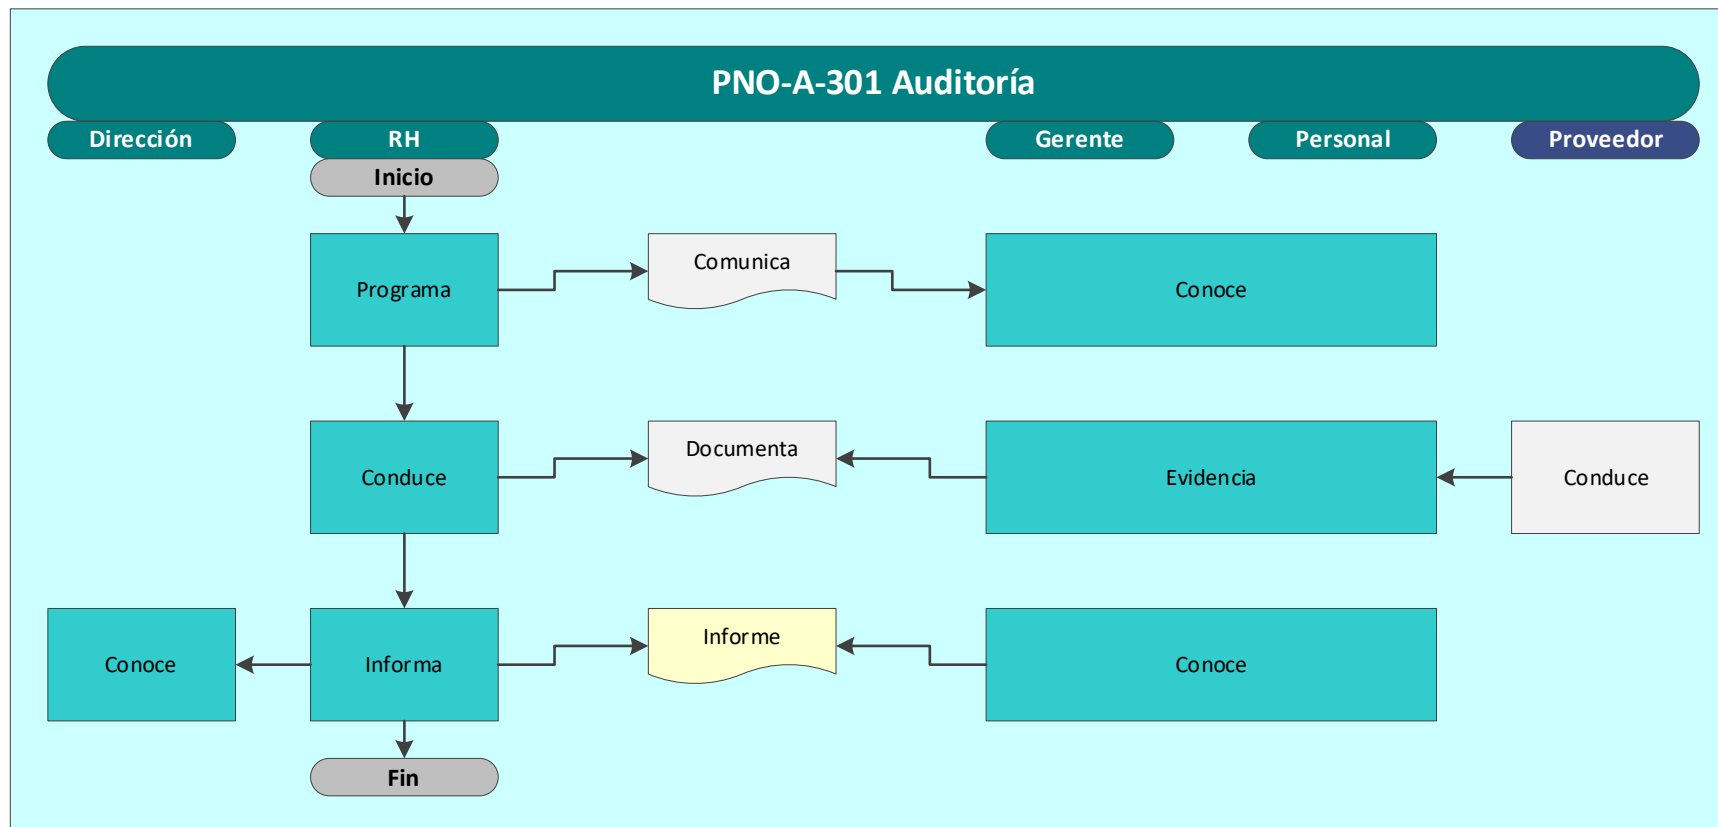 PNO-A-301 Auditoría
Dirección
RH
Gerente
Personal
Proveedor
Inicio
Programa
Comunica
Conoce
Conduce
Documenta
Evidencia
Conduce
Conoce
Informa
Informe
Conoce
Fin